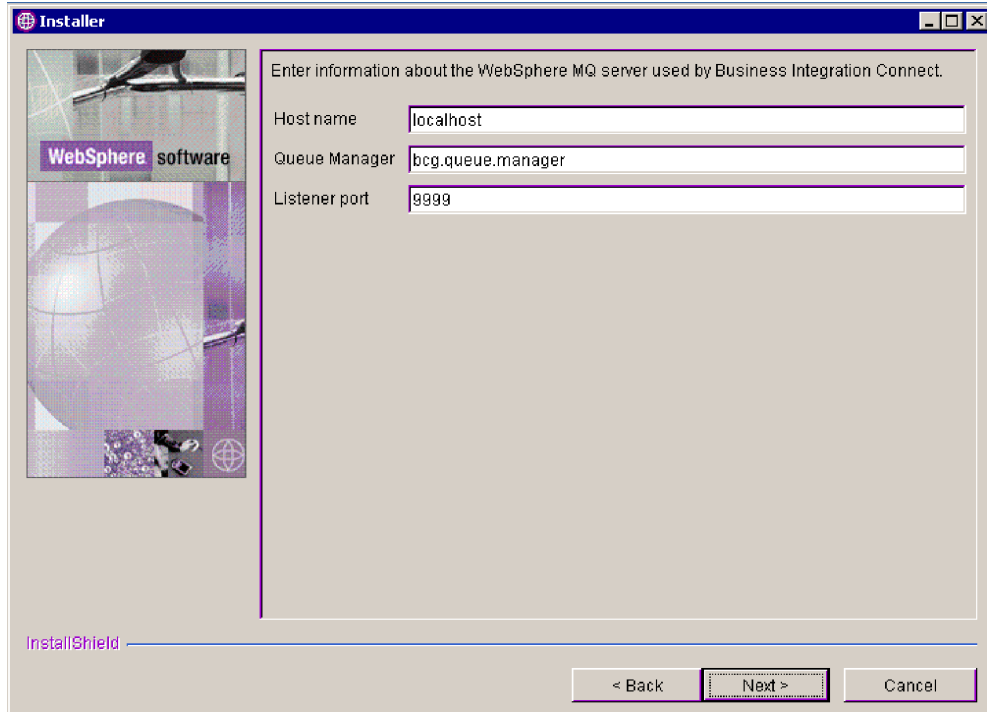 Installer
Enter information about the WebSphere MQ server used by Business Integration Connect.
Host name
localhost
WebSphere software
Queue Manager
bcg.queue.manager
Listener port
9999
InstallShield
< Back
Next >
Cancel